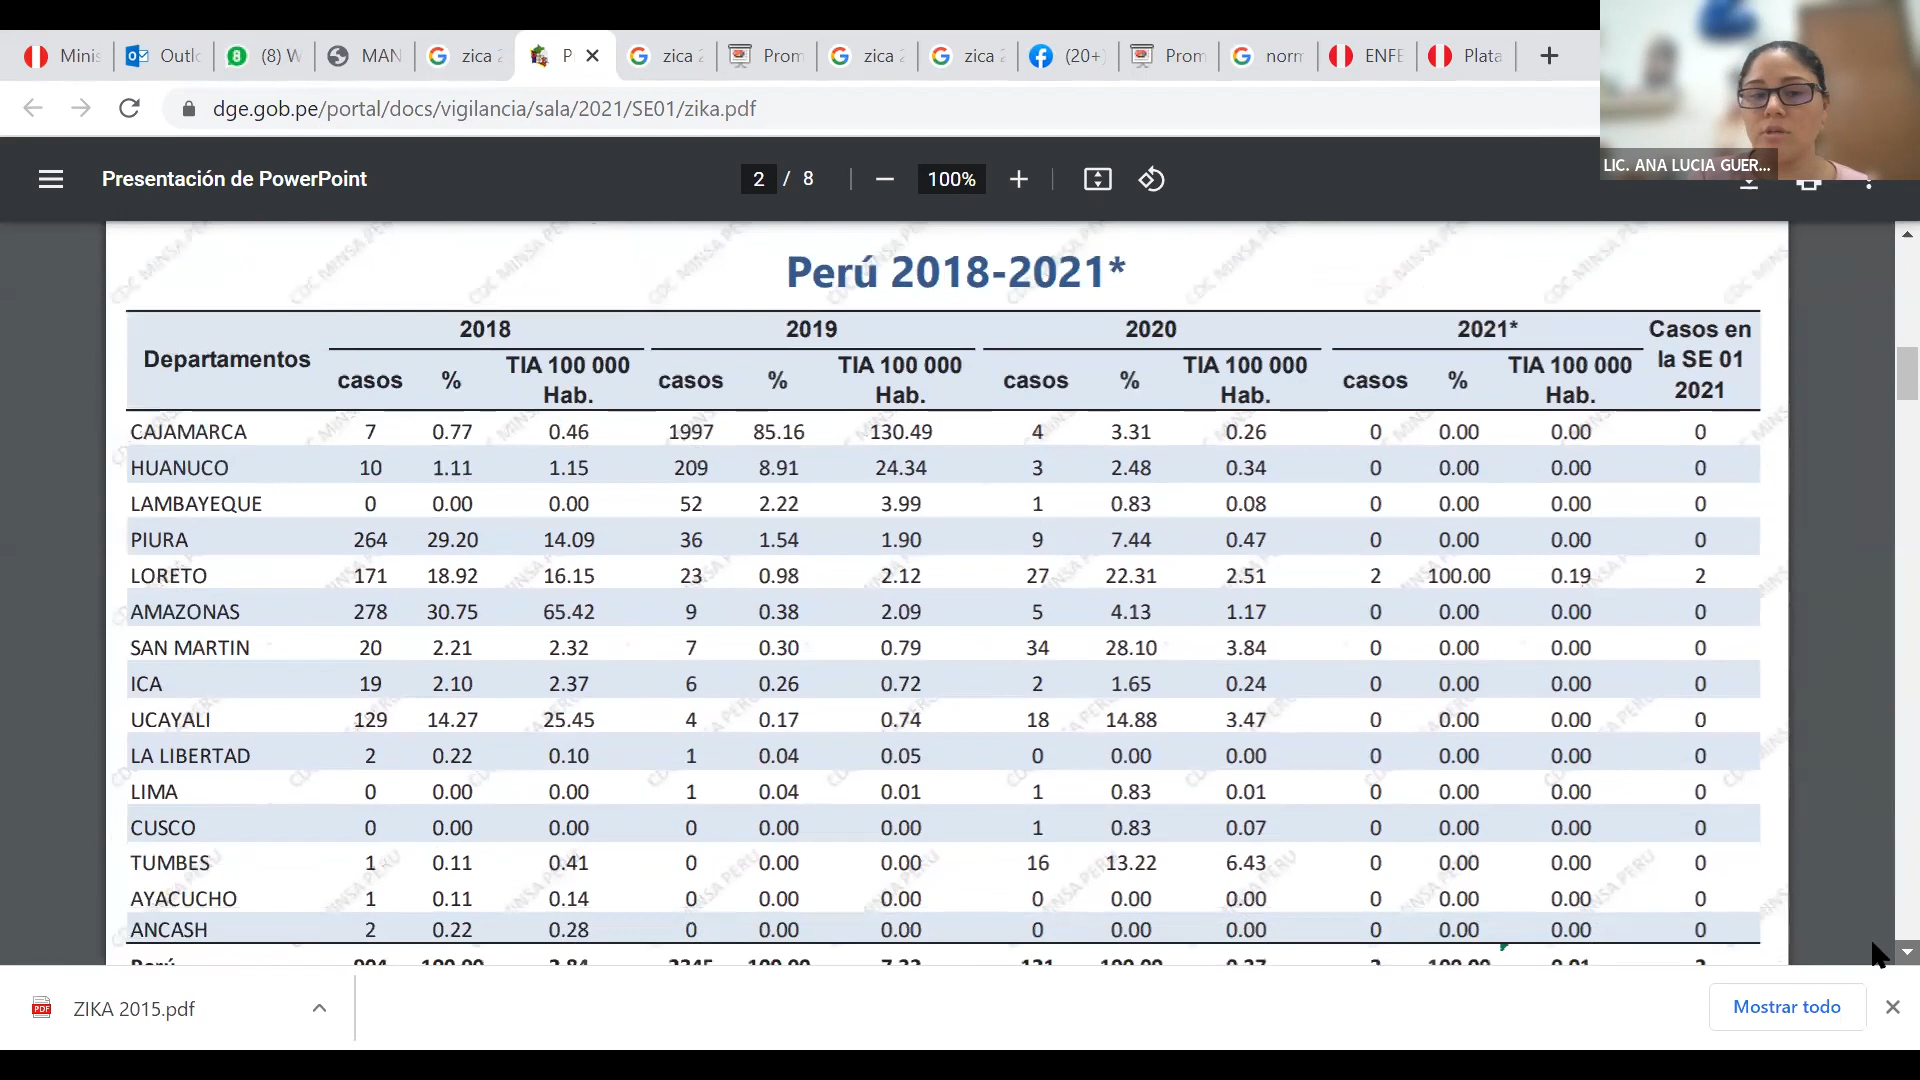 Minis
Outlo
(8) W
MAN
zica 2
P
zica 2
Prom
zica 2
zica 2
(20+)
Prom
norm
ENFE
Plata
dge.gob.pe/portal/docs/vigilancia/sala/2021/SE01/zika.pdf
LIC. ANA LUCIA GUER...
Presentación de PowerPoint
2 / 8
100%
Perú 2018-2021*
Departamentos 2018 2019 2020 2021* Casos en la SE 01 2021
casos % TIA 100 000 Hab. casos % TIA 100 000 Hab. casos % TIA 100 000 Hab. casos % TIA 100 000 Hab.
CAJAMARCA 7 0.77 0.46 1997 85.16 130.49 4 3.31 0.26 0 0.00 0.00 0
HUANUCO 10 1.11 1.15 209 8.91 24.34 3 2.48 0.34 0 0.00 0.00 0
LAMBAYEQUE 0 0.00 0.00 52 2.22 3.99 1 0.83 0.08 0 0.00 0.00 0
PIURA 264 29.20 14.09 36 1.54 1.90 9 7.44 0.47 0 0.00 0.00 0
LORETO 171 18.92 16.15 23 0.98 2.12 27 22.31 2.51 2 100.00 0.19 2
AMAZONAS 278 30.75 65.42 9 0.38 2.09 5 4.13 1.17 0 0.00 0.00 0
SAN MARTIN 20 2.21 2.32 7 0.30 0.79 34 28.10 3.84 0 0.00 0.00 0
ICA 19 2.10 2.37 6 0.26 0.72 2 1.65 0.24 0 0.00 0.00 0
UCAYALI 129 14.27 25.45 4 0.17 0.74 18 14.88 3.47 0 0.00 0.00 0
LA LIBERTAD 2 0.22 0.10 1 0.04 0.05 0 0.00 0.00 0 0.00 0.00 0
LIMA 0 0.00 0.00 1 0.04 0.01 1 0.83 0.01 0 0.00 0.00 0
CUSCO 0 0.00 0.00 0 0.00 0.00 1 0.83 0.07 0 0.00 0.00 0
TUMBES 1 0.11 0.41 0 0.00 0.00 16 13.22 6.43 0 0.00 0.00 0
AYACUCHO 1 0.11 0.14 0 0.00 0.00 0 0.00 0.00 0 0.00 0.00 0
ANCASH 2 0.22 0.28 0 0.00 0.00 0 0.00 0.00 0 0.00 0.00 0
ZIKA 2015.pdf
Mostrar todo